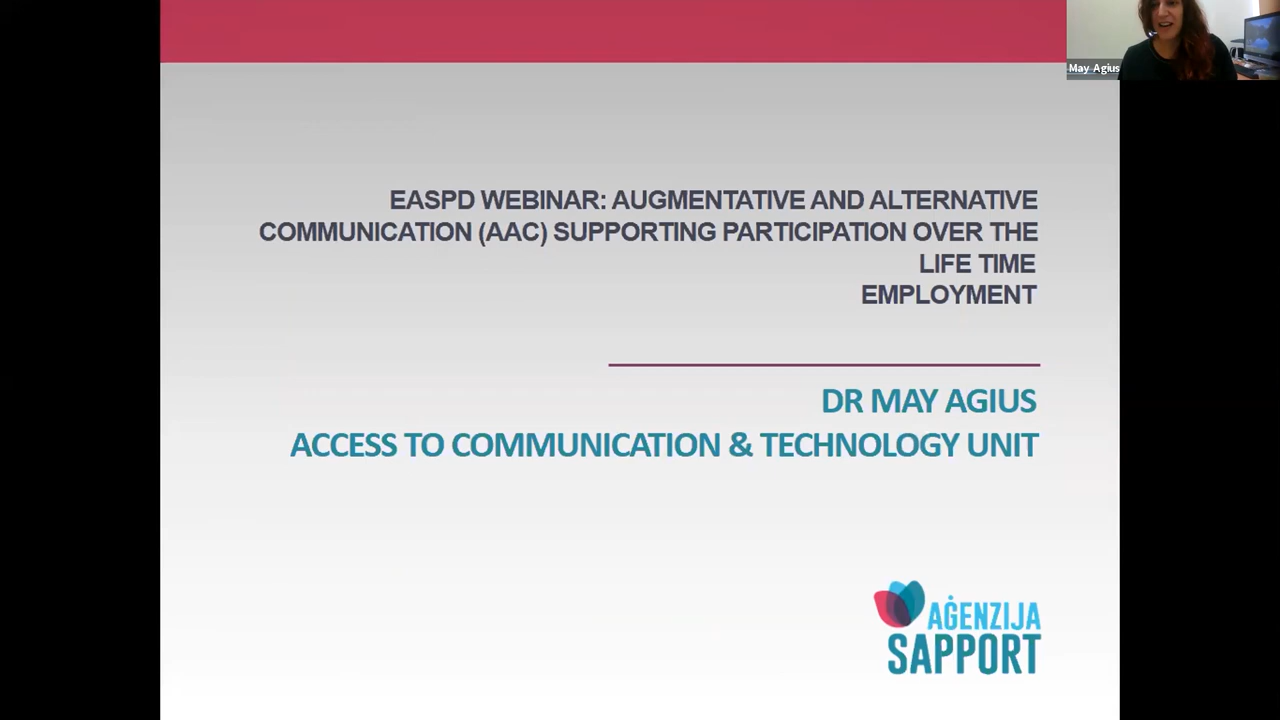 May Agius
EASPD WEBINAR: AUGMENTATIVE AND ALTERNATIVE
COMMUNICATION (AAC) SUPPORTING PARTICIPATION OVER THE
LIFE TIME
EMPLOYMENT
DR MAY AGIUS
ACCESS TO COMMUNICATION & TECHNOLOGY UNIT
AĠENZIJA
SAPPORT